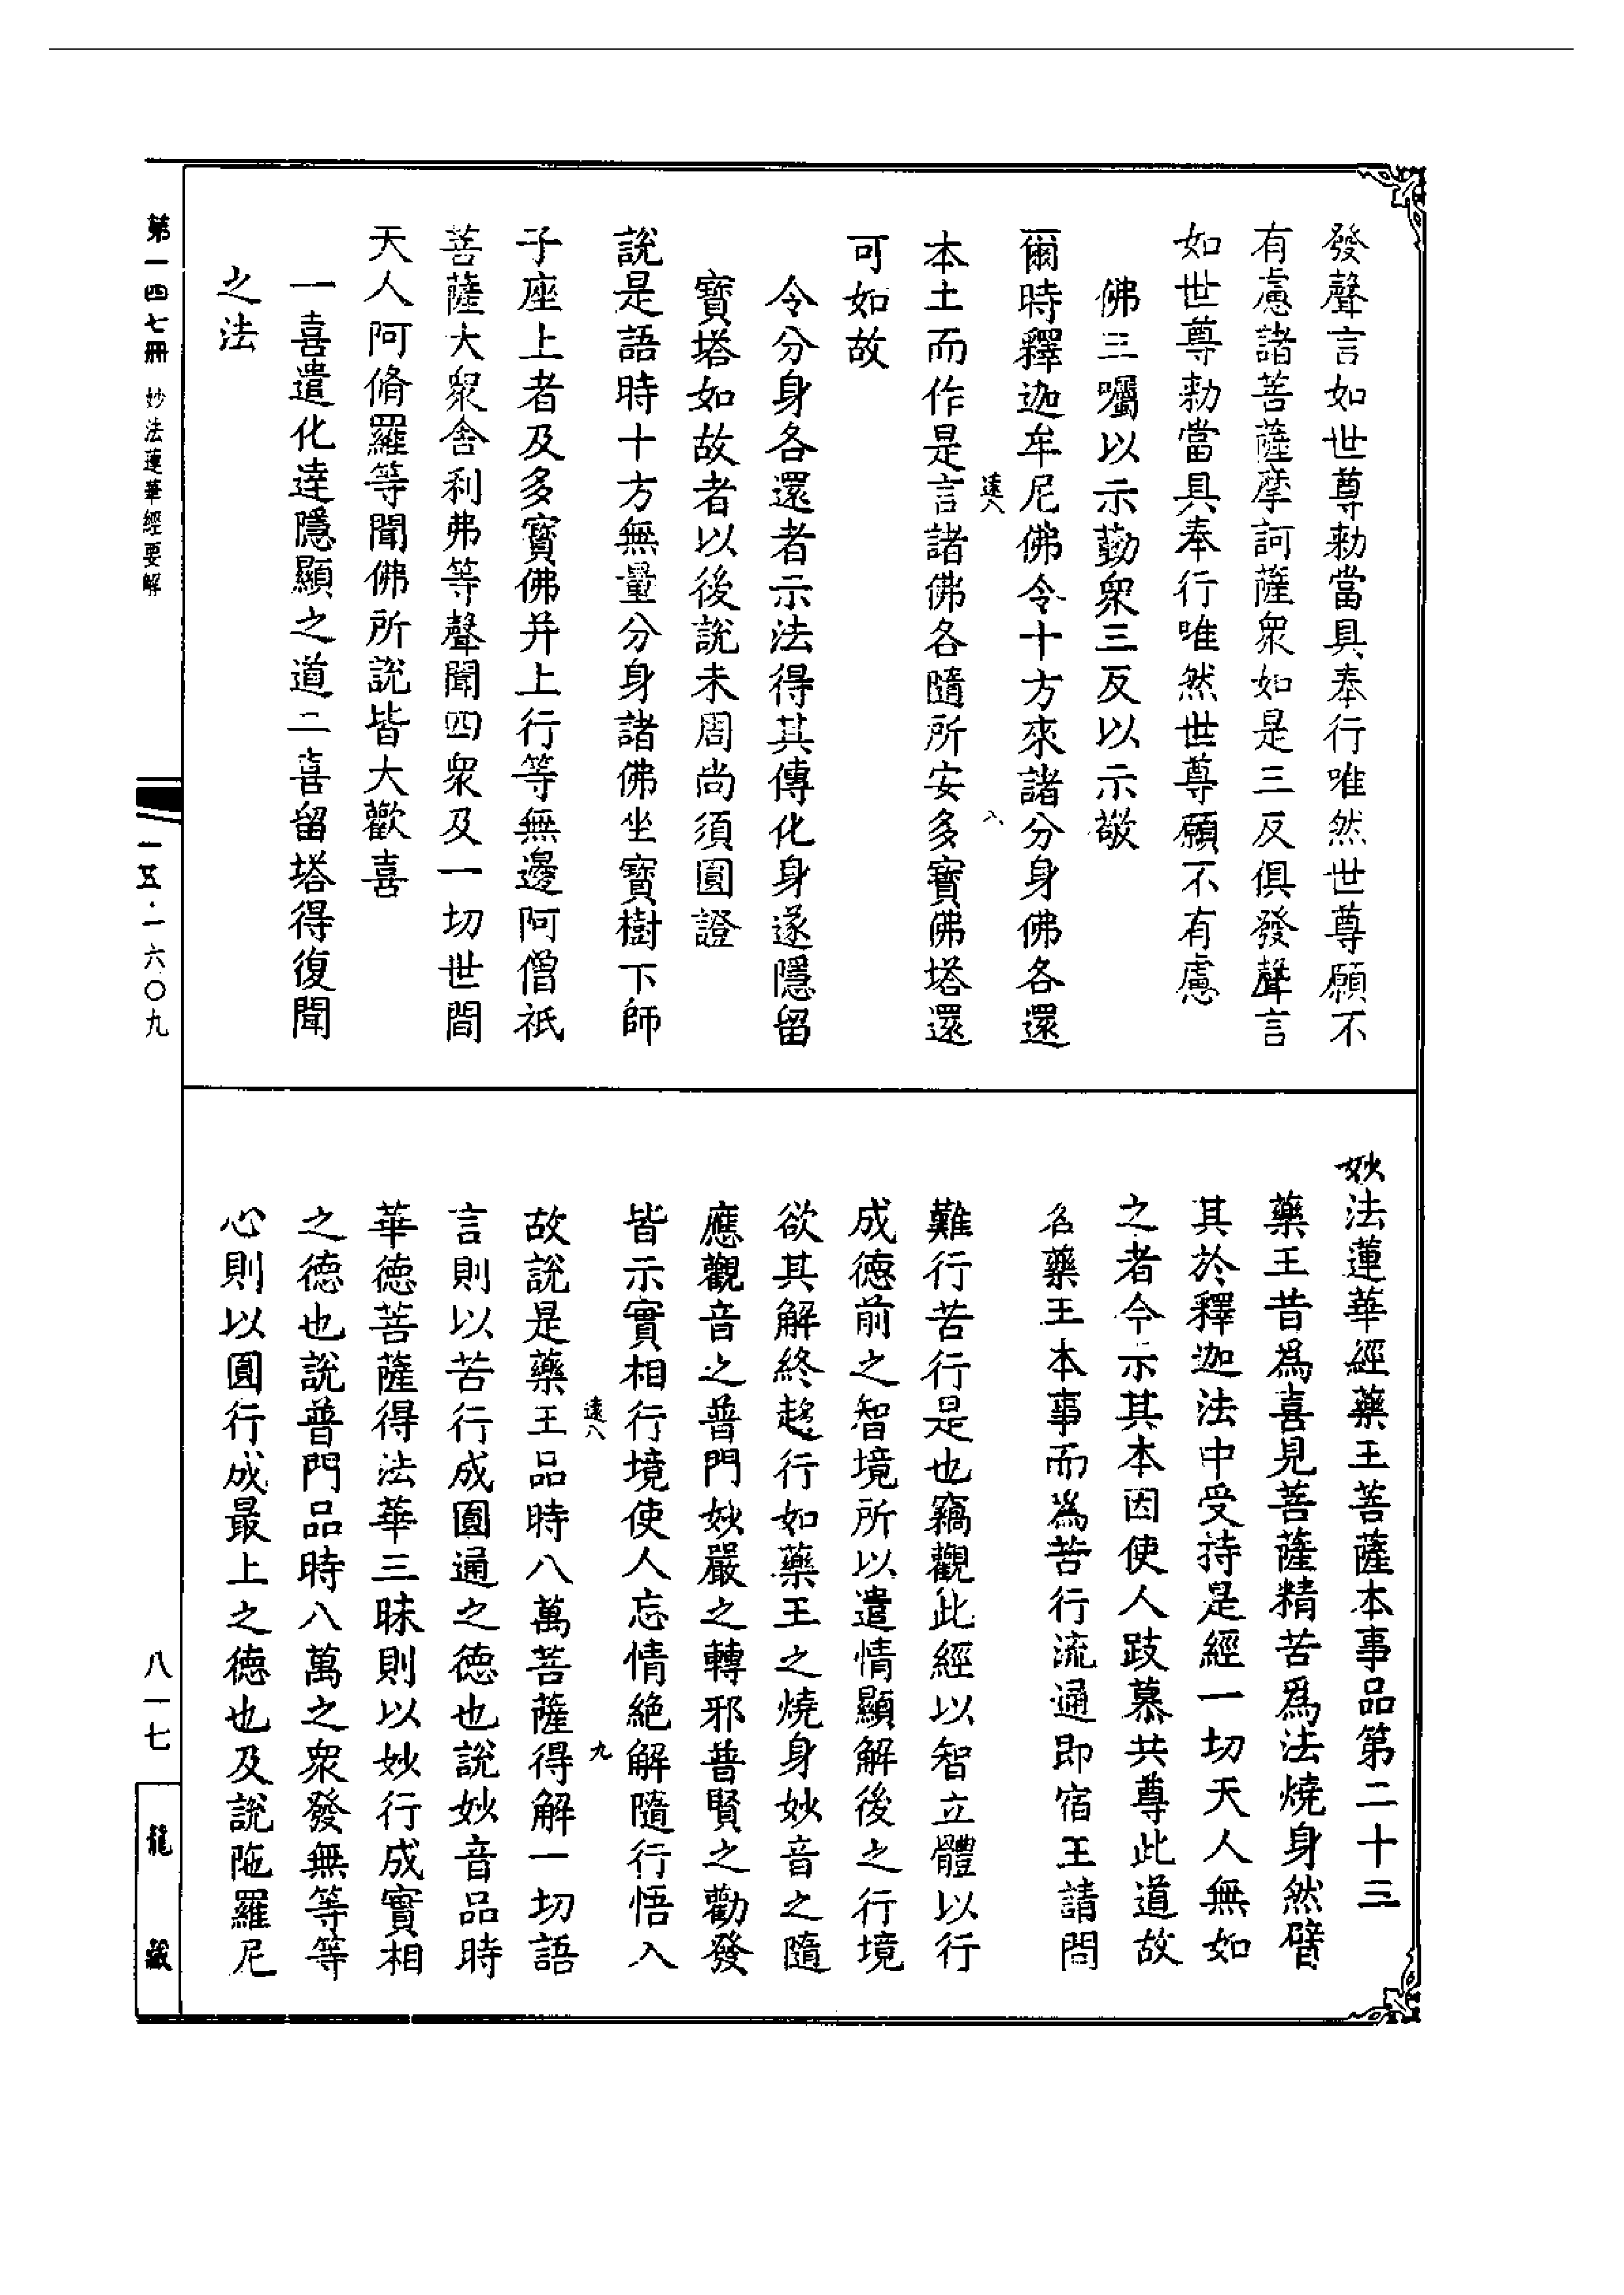 發聲言如世尊勅當具奉行唯然世尊願不
有慮諸菩薩摩訶薩衆如是三反俱發聲言
如世尊勅當具奉行唯然世尊願不有慮
佛三囑以示勤衆三反以示敬
爾時釋迦牟尼佛令十方來諸分身佛各還
遠八
八
本土而作是言諸佛各隨所安多寶佛塔還
可如故
令分身各還者示法得其傳化身遂隱留
寶塔如故者以後說未周尚須圓證
說是語時十方無量分身諸佛坐寶樹下師
子座上者及多寶佛并上行等無邊阿僧祇
菩薩大衆舍利弗等聲聞四衆及一切世間
天人阿脩羅等聞佛所說皆大歡喜
一喜遣化達隱顯之道二喜留塔得復聞
之法
妙法蓮華經藥王菩薩本事品第二十三
藥王昔爲喜見菩薩精苦爲法燒身然臂
其於釋迦法中受持是經一切天人無如
之者今示其本因使人跂慕共尊此道故
名藥王本事而爲苦行流通即宿王請問
難行苦行是也竊觀此經以智立體以行
成德前之智境所以遣情顯解後之行境
欲其解終趍行如藥王之燒身妙音之隨
應觀音之普門妙嚴之轉邪普賢之勸發
皆示實相行境使人忘情絕解隨行悟入
遠八
九
故說是藥王品時八萬菩薩得解一切語
言則以苦行成圓通之德也說妙音品時
華德菩薩得法華三昧則以妙行成實相
之德也說普門品時八萬之衆發無等等
心則以圓行成最上之德也及說陁羅尼
第一四七冊 妙法蓮華經要解
一五·一六〇九
八一七
龍藏